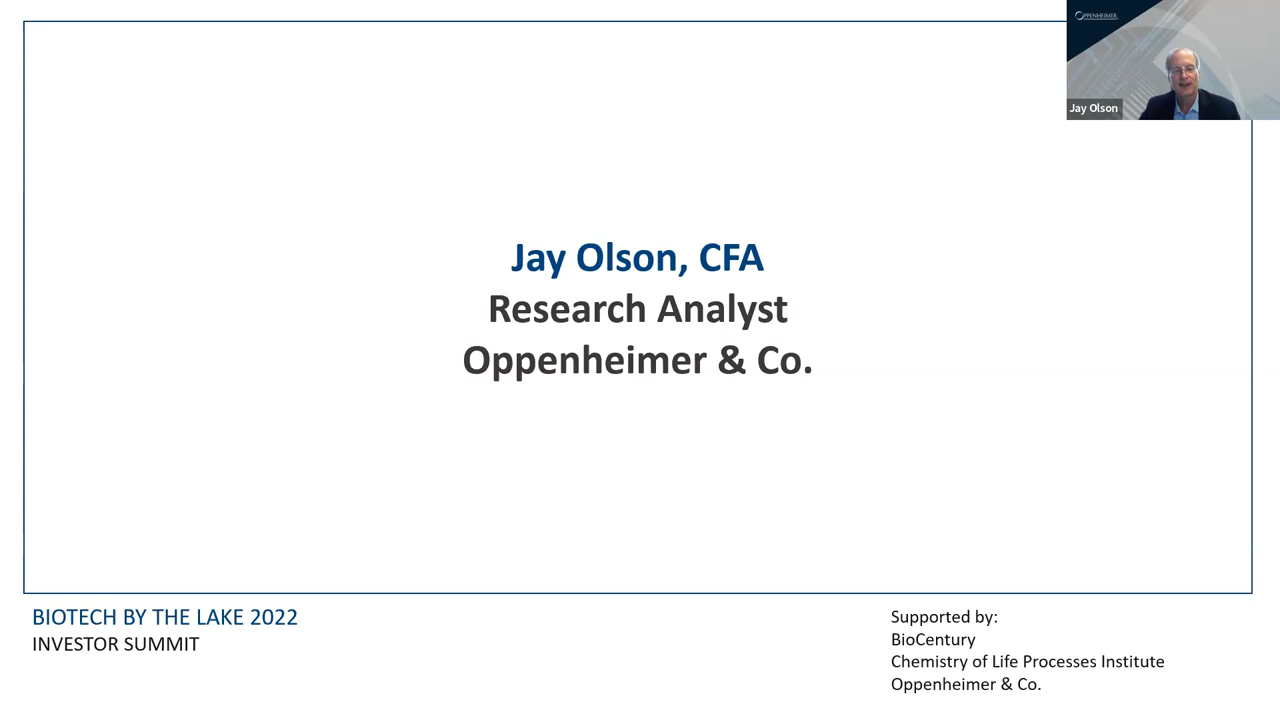 OPPENHEIMER
Jay Olson
Jay Olson, CFA
Research Analyst
Oppenheimer & Co.
BIOTECH BY THE LAKE 2022
INVESTOR SUMMIT
Supported by:
BioCentury
Chemistry of Life Processes Institute
Oppenheimer & Co.